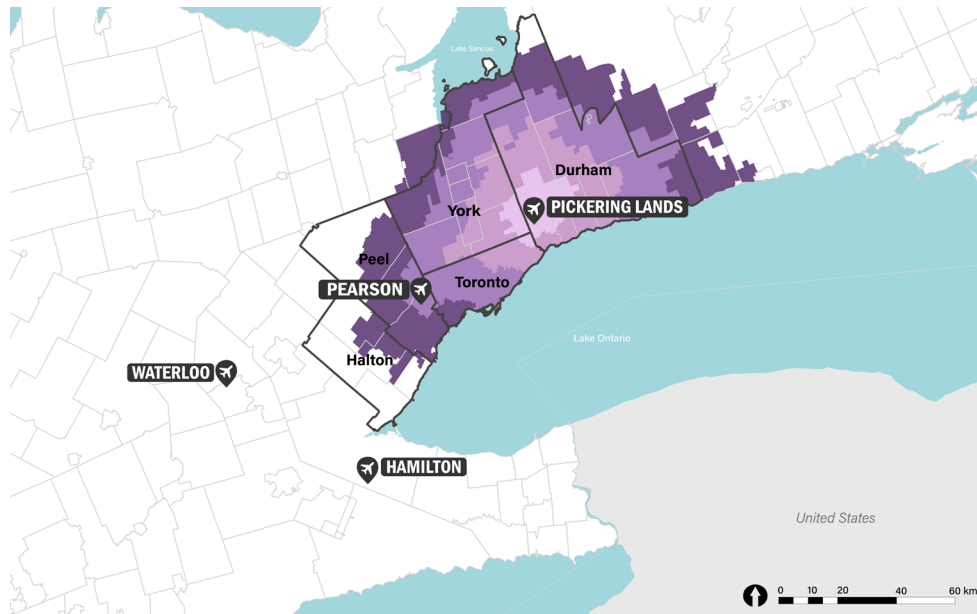 Lake Simcoe
Durham
PICKERING LANDS
York
Peel
Toronto
PEARSON
Lake Ontario
Halton
WATERLOO
HAMILTON
United States
0 10 20 40 60 km